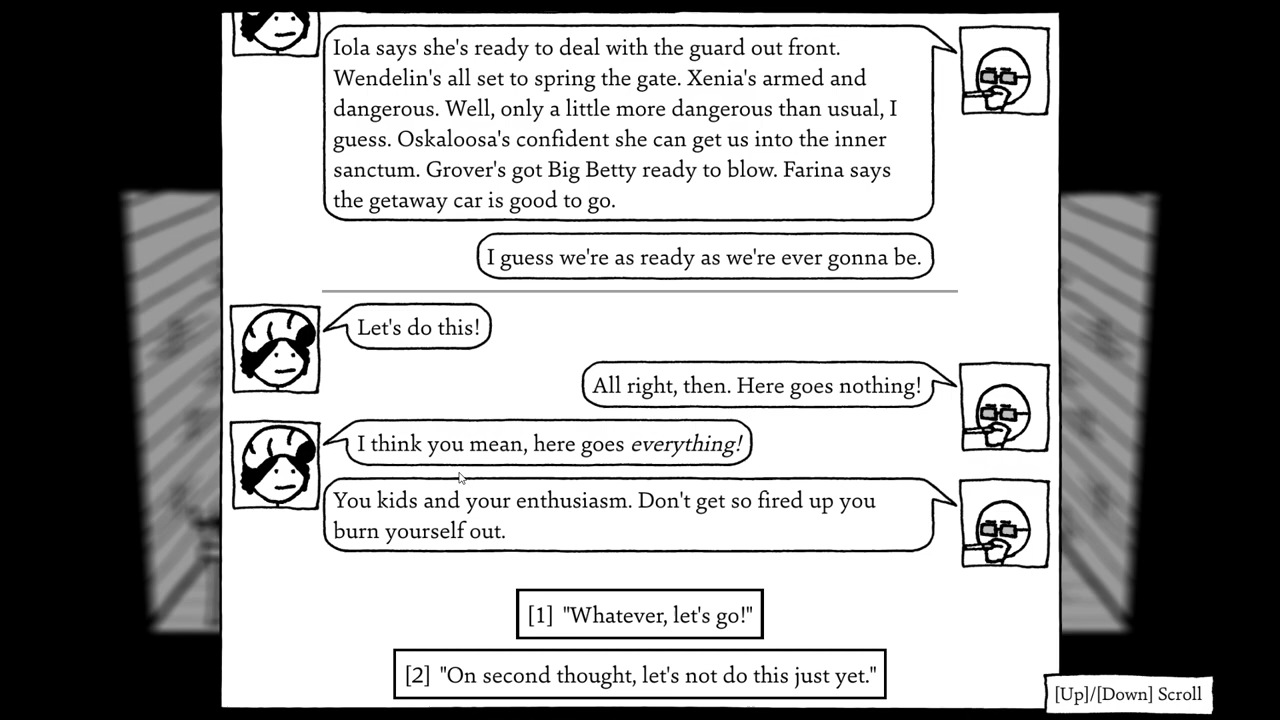 Iola says she's ready to deal with the guard out front.
Wendelin's all set to spring the gate. Xenia's armed and
dangerous. Well, only a little more dangerous than usual, I
guess. Oskaloosa's confident she can get us into the inner
sanctum. Grover's got Big Betty ready to blow. Farina says
the getaway car is good to go.
I guess we're as ready as we're ever gonna be.
Let's do this!
All right, then. Here goes nothing!
I think you mean, here goes everything!
You kids and your enthusiasm. Don't get so fired up you
burn yourself out.
[1] "Whatever, let's go!"
[2] "On second thought, let's not do this just yet."
[Up]/[Down] Scroll